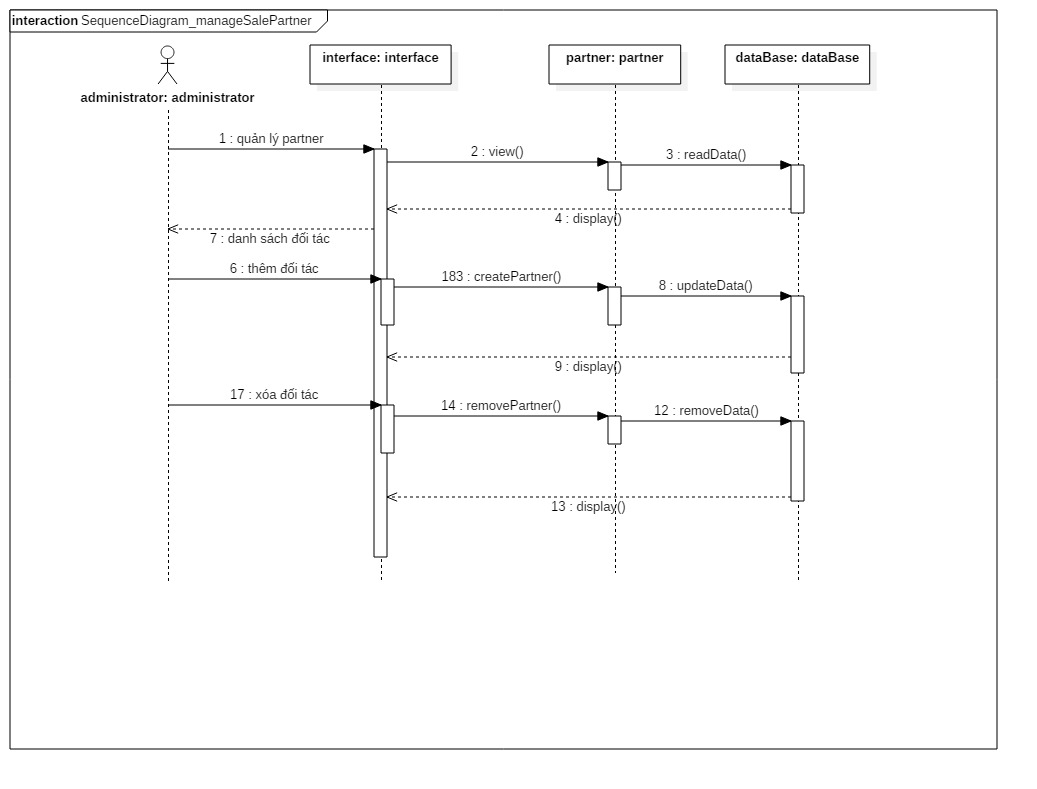 interaction SequenceDiagram_manageSalePartner
administrator: administrator
interface: interface
partner: partner
dataBase: dataBase
1 : quản lý partner
2 : view()
3 : readData()
4 : display()
7 : danh sách đối tác
6 : thêm đối tác
183 : createPartner()
8 : updateData()
9 : display()
17 : xóa đối tác
14 : removePartner()
12 : removeData()
13 : display()